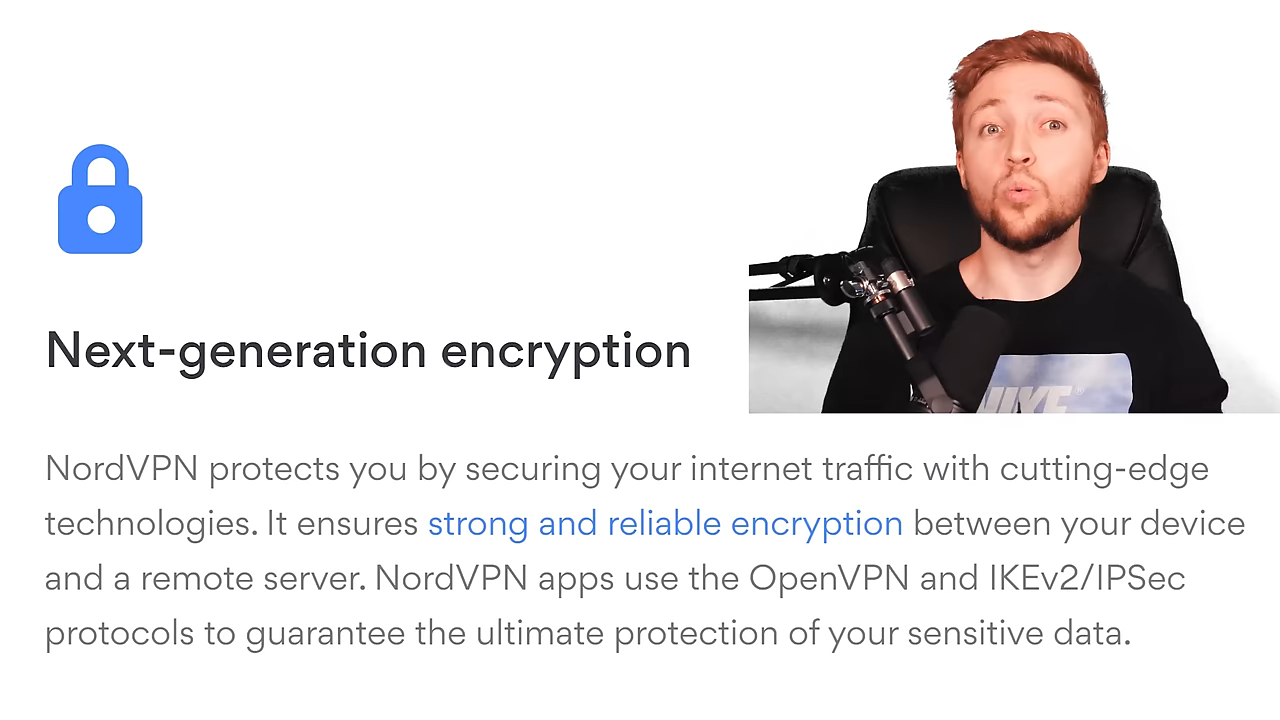 Next-generation encryption
NordVPN protects you by securing your internet traffic with cutting-edge
technologies. It ensures strong and reliable encryption between your device
and a remote server. NordVPN apps use the OpenVPN and IKEv2/IPSec
protocols to guarantee the ultimate protection of your sensitive data.
NIKE®